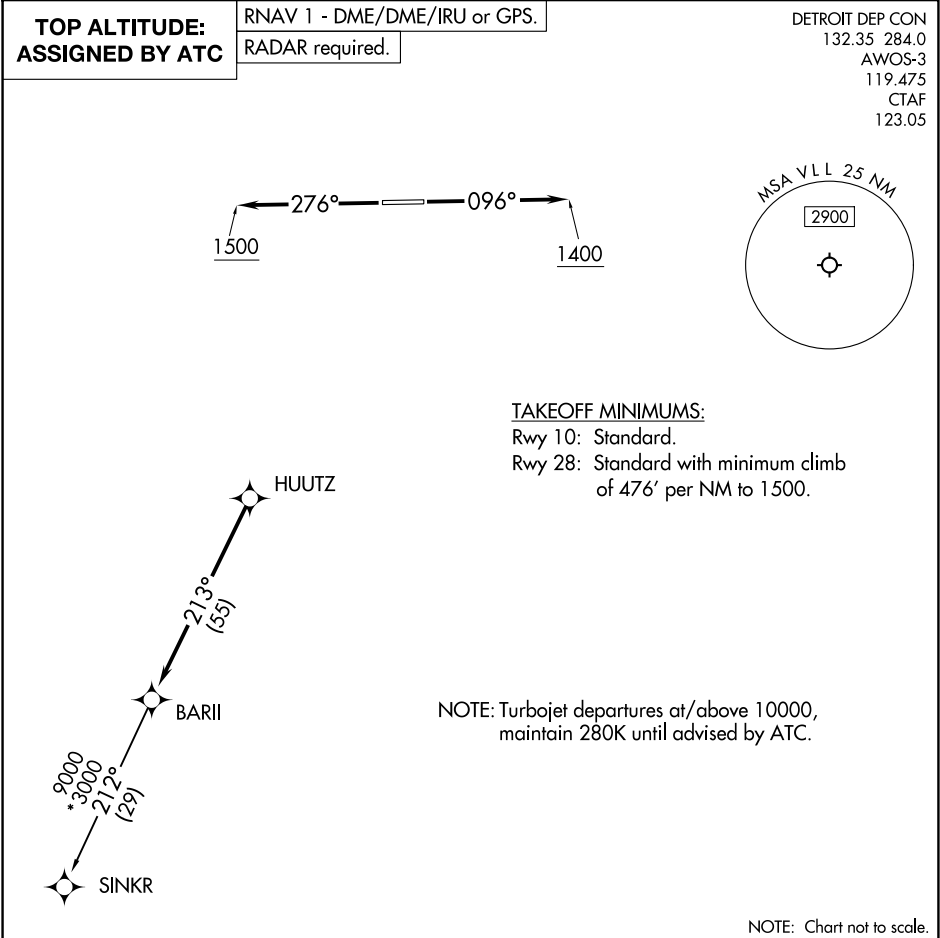 TOP ALTITUDE:
ASSIGNED BY ATC
RNAV 1 - DME/DME/IRU or GPS.
RADAR required.
DETROIT DEP CON
132.35 284.0
AWOS-3
119.475
CTAF
123.05
276°
096°
1500
1400
MSA VLL 25 NM
2900
TAKEOFF MINIMUMS:
Rwy 10: Standard.
Rwy 28: Standard with minimum climb
of 476' per NM to 1500.
HUUTZ
213°
(55)
BARII
NOTE: Turbojet departures at/above 10000,
maintain 280K until advised by ATC.
9000
*3000
212°
(29)
SINKR
NOTE: Chart not to scale.